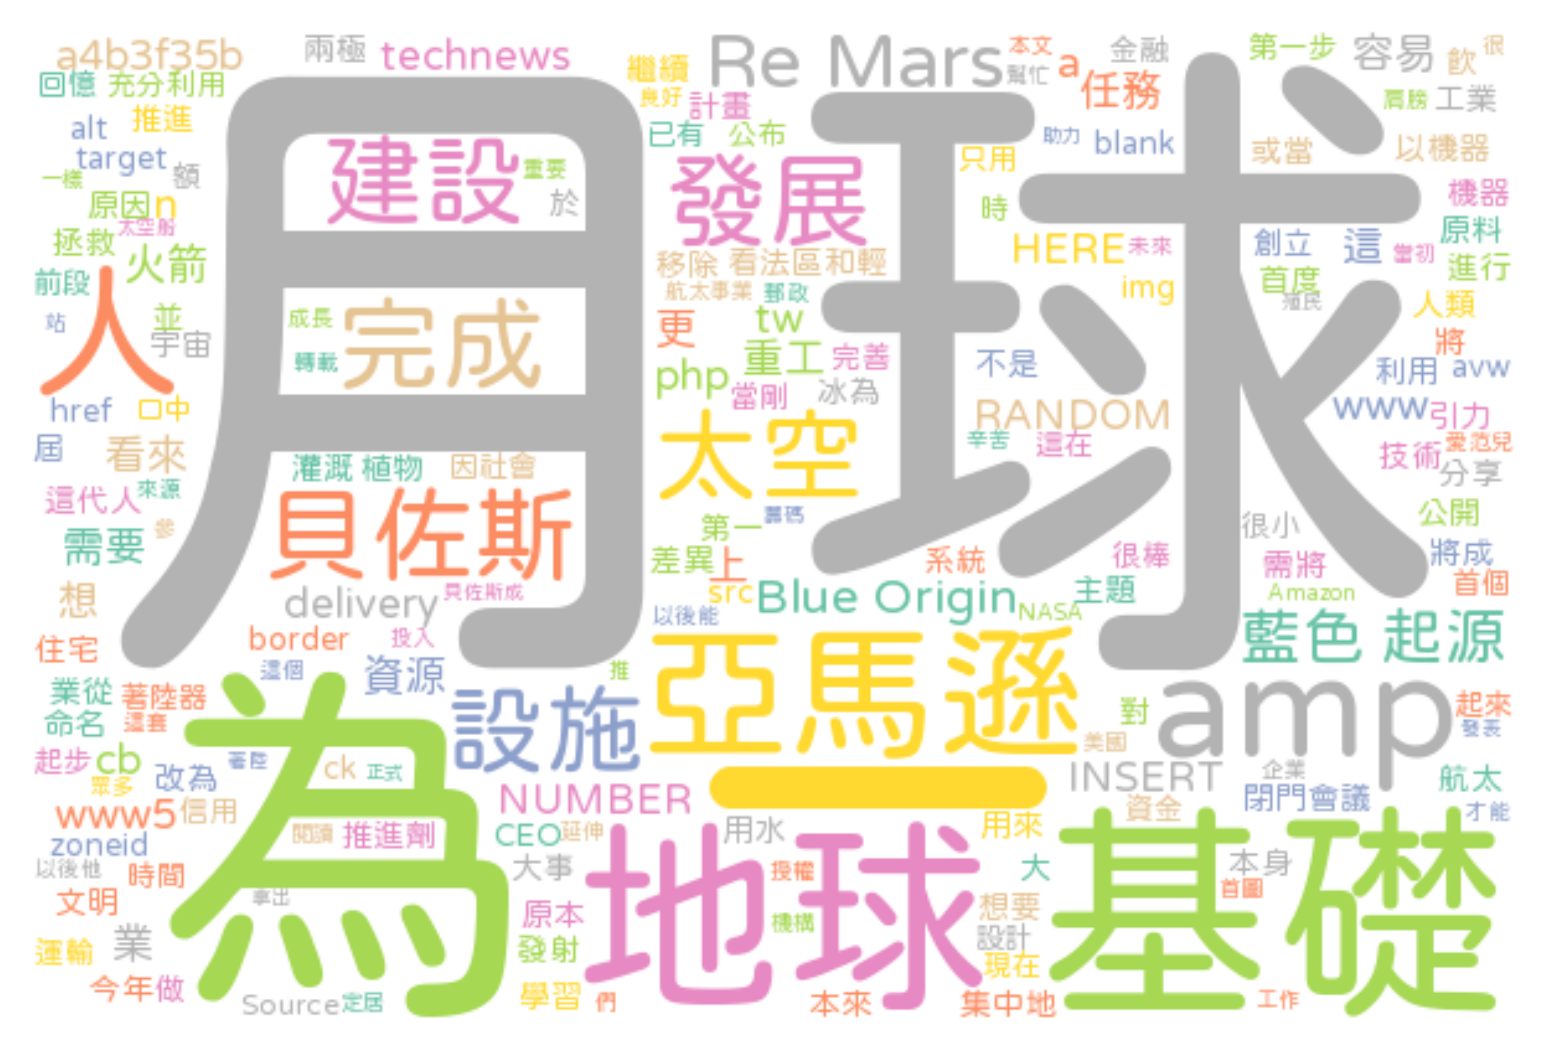 a4b3f35b 兩極 technews 繼續 Re Mars 本文 a 金融 第一步 容易 飲 很
回憶 充分利用 良好 計畫 幫忙 任務 肩膀 工業
alt 推進 已有 公布 助力 blank
target 額 建設 重要 發展 只用 或當 以機器
一樣 原因 n 於 時 機器
太空船 月球 原料
拯救 火箭 移除 看法區和輕 HERE 未來 創立 這 當初 進行
前段 人 航太事業 郵政 img 首度 殖民 人類
站 並 宇宙 成長 完成 更 tw 將
轉載 重工 完善 不是 利用 avw
href 口中 php 當剛 冰為 RANDOM www 引力
屆 看來 太空 辛苦 這在 技術 愛范兒
灌溉 植物 因社會 分享
這代人 來源 貝佐斯 籌碼 公開
需要 參 第一 很小
差異 上 系統 很棒 需將 將成
想 delivery 貝佐斯成 src Blue Origin NASA 主題 Amazon 首個
住宅 border 投入 以後能 藍色 起源
這個 資源 推 亞馬遜
業從 著陸器 設施 對 amp 起來
命名 這套 為 美國 發表
起步 cb 著陸 ck 正式 INSERT 企業 航太
眾多 改為 _
www5 信用 NUMBER 資金 閉門會議 才能
zoneid 閱讀 推進劑 CEO 延伸 用水 用來 基礎
以後他 時間 大事 地球 授權 大 本身
文明 拿出 原本 想要 首圖
運輸 業 發射 機構 設計
今年 做 學習 現在
Source 定居 們 本來 集中地 工作